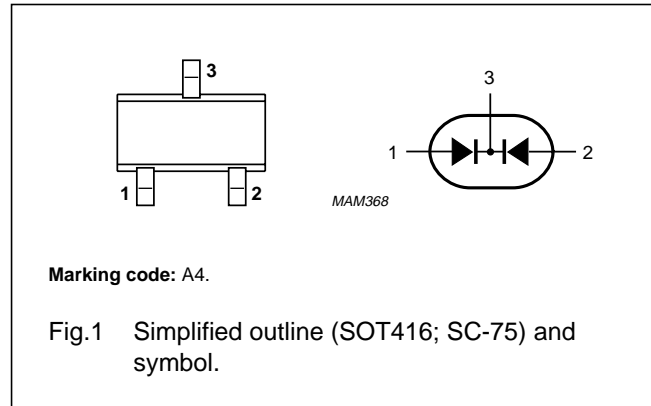 3
1
2
3
1
2
MAM368
Marking code: A4.
Fig.1 Simplified outline (SOT416; SC-75) and
symbol.